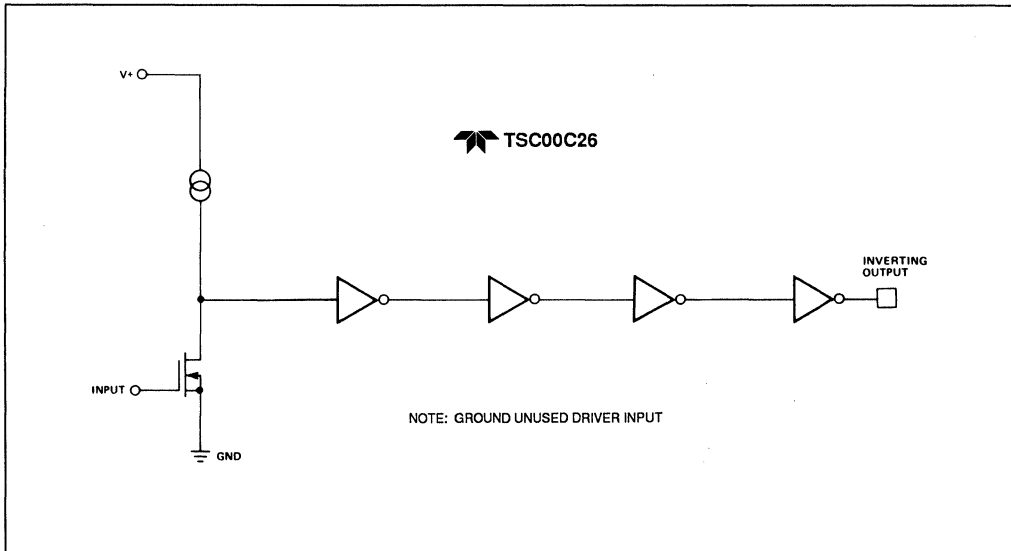 V+
TSC00C26
INVERTING
OUTPUT
INPUT
NOTE: GROUND UNUSED DRIVER INPUT
GND